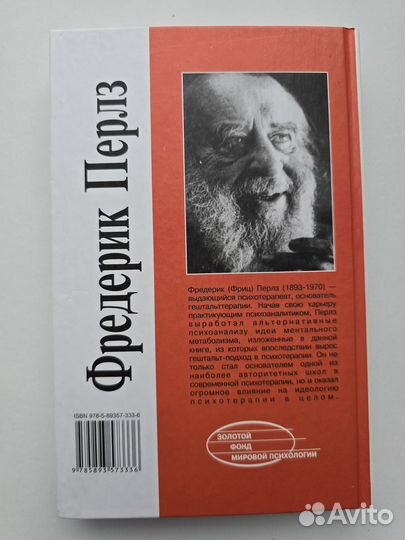 Фредерик Перлз
Фредерик (Фриц) Перлз (1893-1970) —
выдающийся психотерапевт, основатель
гештальттерапии. Начав свою карьеру
практикующим психоаналитиком, Перлз
выработал альтернативные
психоанализу идеи ментального
метаболизма, изложенные в данной
книге, из которых впоследствии вырос
гештальт-подход в психотерапии. Он не
только стал основателем одной из
наиболее авторитетных школ в
современной психотерапии, но и оказал
огромное влияние на идеологию
психотерапии в целом.
ISBN 978-5-89357-333-6
9 785893 573336
ЗОЛОТОЙ
ФОНД
МИРОВОЙ ПСИХОЛОГИИ
Avito